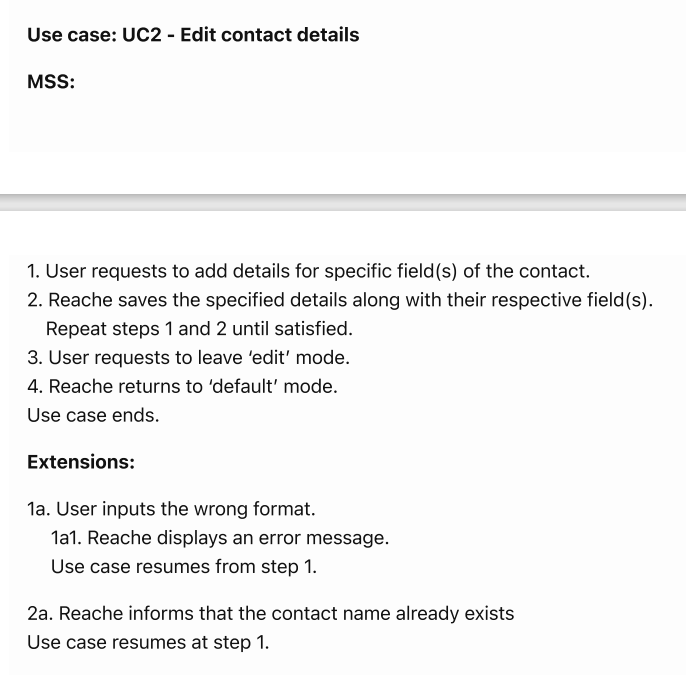 Use case: UC2 - Edit contact details
MSS:
1. User requests to add details for specific field(s) of the contact.
2. Reache saves the specified details along with their respective field(s).
Repeat steps 1 and 2 until satisfied.
3. User requests to leave ‘edit’ mode.
4. Reache returns to ‘default’ mode.
Use case ends.
Extensions:
1a. User inputs the wrong format.
1a1. Reache displays an error message.
Use case resumes from step 1.
2a. Reache informs that the contact name already exists
Use case resumes at step 1.